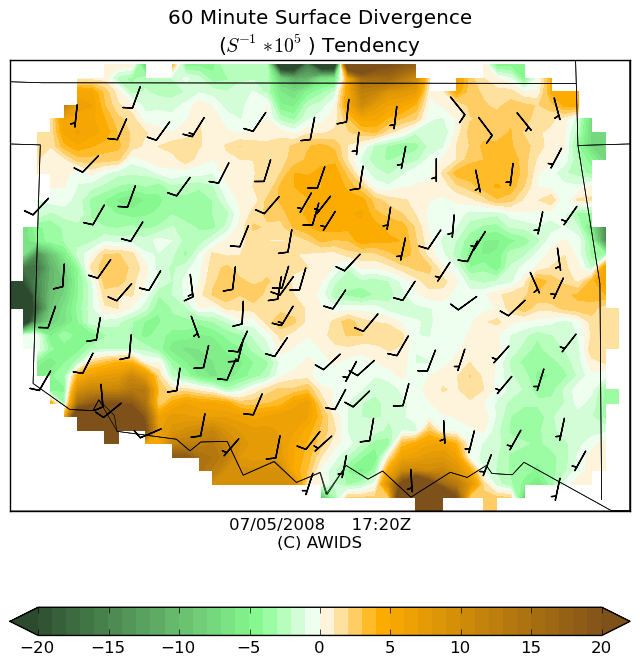 60 Minute Surface Divergence
(S⁻¹ *10⁵ ) Tendency
07/05/2008 17:20Z
(C) AWIDS
−20 −15 −10 −5 0 5 10 15 20